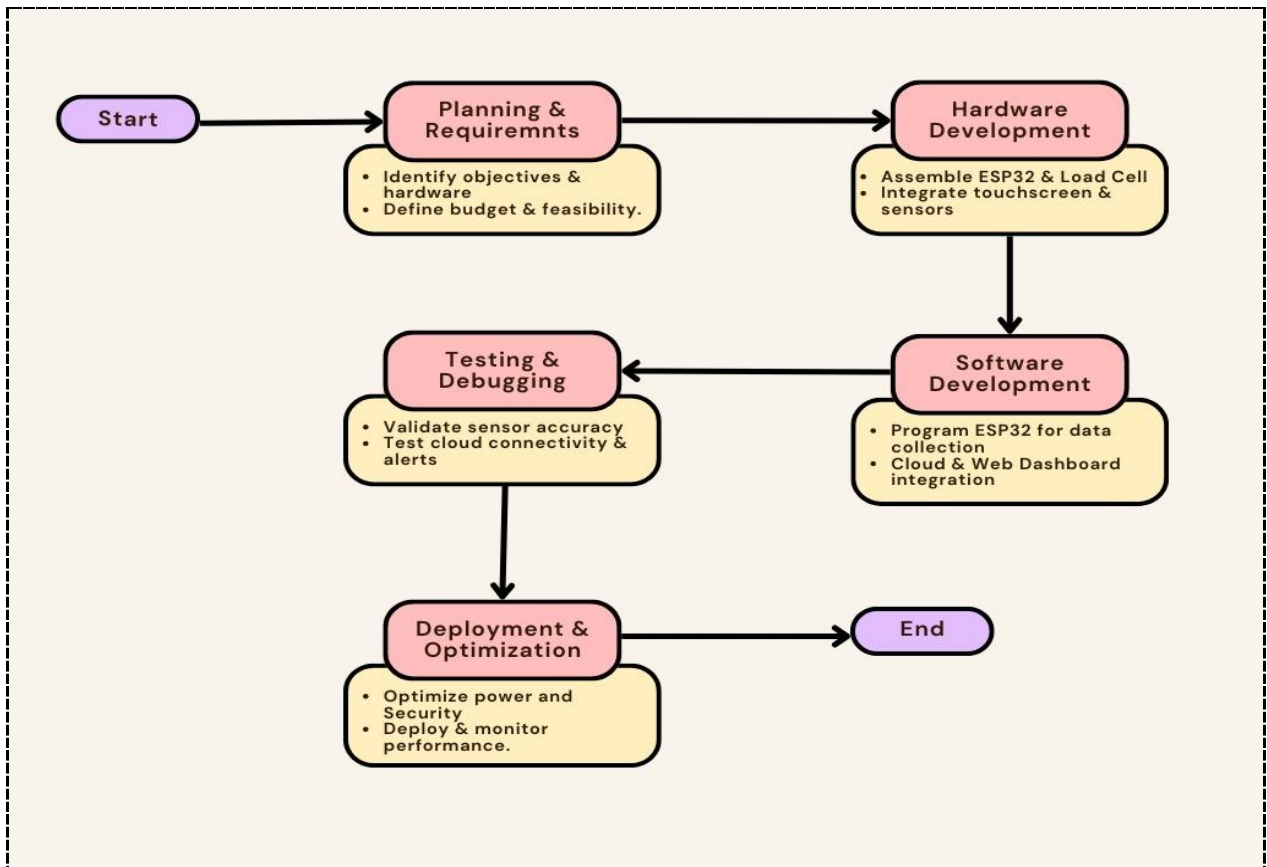 Start
Planning &
Requiremnts
• Identify objectives &
hardware
• Define budget & feasibility.
Hardware
Development
• Assemble ESP32 & Load Cell
• Integrate touchscreen &
sensors
Software
Development
• Program ESP32 for data
collection
• Cloud & Web Dashboard
integration
Testing &
Debugging
• Validate sensor accuracy
• Test cloud connectivity &
alerts
Deployment &
Optimization
• Optimize power and
Security
• Deploy & monitor
performance.
End